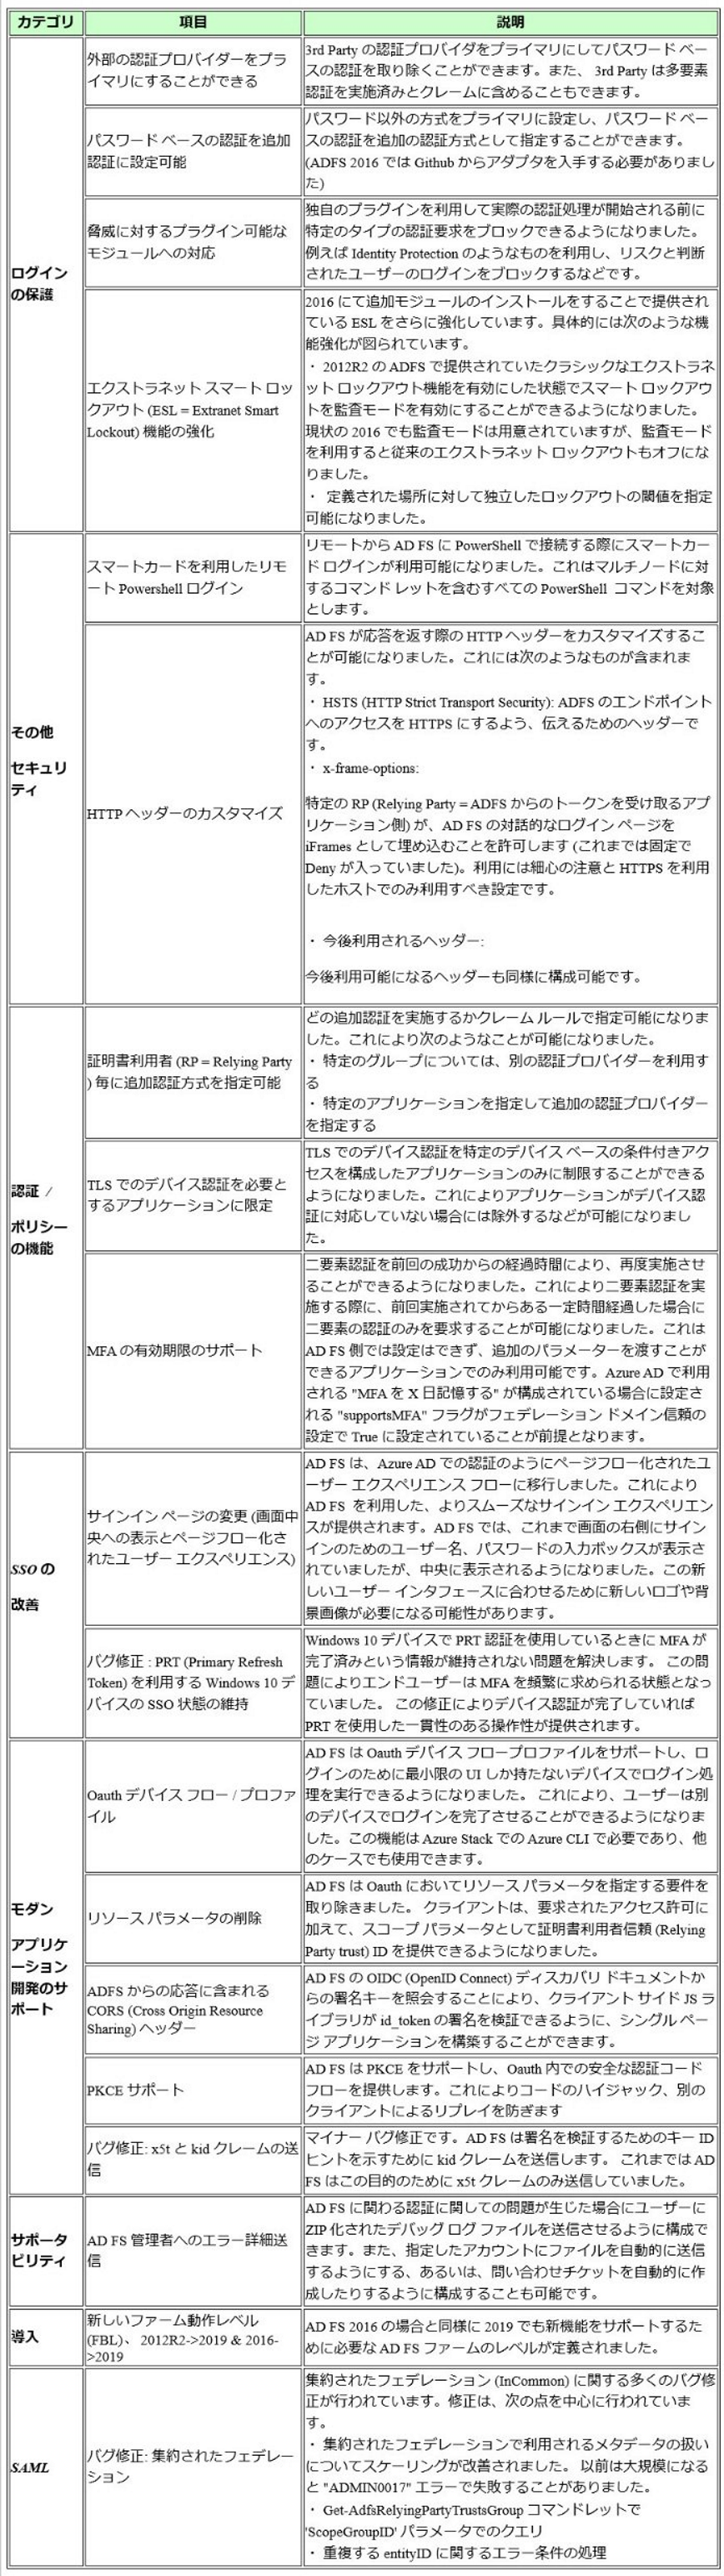 カテゴリ
項目
説明
ログイン
の保護
外部の認証プロバイダーをプラ
イマリにすることができる
3rd Party の認証プロバイダをプライマリにしてパスワード ベー
スの認証を取り除くことができます。また、 3rd Party は多要素
認証を実施済みとクレームに含めることもできます。
パスワード ベースの認証を追加
認証に設定可能
パスワード以外の方式をプライマリに設定し、パスワード ベー
スの認証を追加の認証方式として指定することができます。
(ADFS 2016 では Github からアダプタを入手する必要がありまし
た)
脅威に対するプラグイン可能な
モジュールへの対応
独自のプラグインを利用して実際の認証処理が開始される前に
特定のタイプの認証要求をブロックできるようになりました。
例えば Identity Protection のようなものを利用し、リスクと判断
されたユーザーのログインをブロックするなどです。
エクストラネット スマート ロッ
クアウト (ESL = Extranet Smart
Lockout) 機能の強化
2016 にて追加モジュールのインストールをすることで提供され
ている ESL をさらに強化しています。具体的には次のような機
能強化が図られています。
・ 2012R2 の ADFS で提供されていたクラシックなエクストラネ
ット ロックアウト機能を有効にした状態でスマート ロックアウ
トを監査モードを有効にすることができるようになりました。
現状の 2016 でも監査モードは用意されていますが、監査モード
を利用すると従来のエクストラネット ロックアウトもオフにな
りました。
・ 定義された場所に対して独立したロックアウトの閾値を指定
可能になりました。
その他
セキュリ
ティ
スマートカードを利用したリモ
ート Powershell ログイン
リモートから AD FS に PowerShell で接続する際にスマートカー
ド ログインが利用可能になりました。これはマルチノードに対
するコマンド レットを含むすべての PowerShell コマンドを対象
とします。
HTTP ヘッダーのカスタマイズ
AD FS が応答を返す際の HTTP ヘッダーをカスタマイズするこ
とが可能になりました。これには次のようなものが含まれま
す。
・ HSTS (HTTP Strict Transport Security): ADFS のエンドポイント
へのアクセスを HTTPS にするよう、伝えるためのヘッダーで
す。
・ x-frame-options:
特定の RP (Relying Party = ADFS からのトークンを受け取るアプ
リケーション側) が、AD FS の対話的なログイン ページを
iFrames として埋め込むことを許可します (これまでは固定で
Deny が入っていました)。利用には細心の注意と HTTPS を利用
したホストでのみ利用すべき設定です。
・ 今後利用されるヘッダー:
今後利用可能になるヘッダーも同様に構成可能です。
認証 /
ポリシー
の機能
証明書利用者 (RP = Relying Party
) 毎に追加認証方式を指定可能
どの追加認証を実施するかクレーム ルールで指定可能になりま
した。これにより次のようなことが可能になりました。
・ 特定のグループについては、別の認証プロバイダーを利用す
る
・ 特定のアプリケーションを指定して追加の認証プロバイダー
を指定する
TLS でのデバイス認証を必要と
するアプリケーションに限定
TLS でのデバイス認証を特定のデバイス ベースの条件付きアク
セスを構成したアプリケーションのみに制限することができる
ようになりました。これによりアプリケーションがデバイス認
証に対応していない場合には除外するなどが可能になりまし
た。
MFA の有効期限のサポート
二要素認証を前回の成功からの経過時間により、再度実施させ
ることができるようになりました。これにより二要素認証を実
施する際に、前回実施されてからある一定時間経過した場合に
二要素の認証のみを要求することが可能になりました。これは
AD FS 側では設定はできず、追加のパラメーターを渡すことが
できるアプリケーションでのみ利用可能です。Azure AD で利用
される "MFA を X 日記憶する" が構成されている場合に設定さ
れる "supportsMFA" フラグがフェデレーション ドメイン信頼の
設定で True に設定されていることが前提となります。
SSO の
改善
サインイン ページの変更 (画面中
央への表示とページフロー化さ
れたユーザー エクスペリエンス)
AD FS は、Azure AD での認証のようにページフロー化されたユ
ーザー エクスペリエンス フローに移行しました。これにより
AD FS を利用した、よりスムーズなサインイン エクスペリエン
スが提供されます。AD FS では、これまで画面の右側にサイン
インのためのユーザー名、パスワードの入力ボックスが表示さ
れていましたが、中央に表示されるようになりました。この新
しいユーザー インタフェースに合わせるために新しいロゴや背
景画像が必要になる可能性があります。
バグ修正 : PRT (Primary Refresh
Token) を利用する Windows 10 デ
バイスの SSO 状態の維持
Windows 10 デバイスで PRT 認証を使用しているときに MFA が
完了済みという情報が維持されない問題を解決します。 この問
題によりエンドユーザーは MFA を頻繁に求められる状態となっ
ていました。 この修正によりデバイス認証が完了していれば
PRT を使用した一貫性のある操作性が提供されます。
モダン
アプリケ
ーション
開発のサ
ポート
Oauth デバイス フロー / プロファ
イル
AD FS は Oauth デバイス フロープロファイルをサポートし、ロ
グインのために最小限の UI しか持たないデバイスでログイン処
理を実行できるようになりました。 これにより、ユーザーは別
のデバイスでログインを完了させることができるようになりま
した。この機能は Azure Stack での Azure CLI で必要であり、他
のケースでも使用できます。
リソース パラメータの削除
AD FS は Oauth においてリソース パラメータを指定する要件を
取り除きました。 クライアントは、要求されたアクセス許可に
加えて、スコープ パラメータとして証明書利用者信頼 (Relying
Party trust) ID を提供できるようになりました。
ADFS からの応答に含まれる
CORS (Cross Origin Resource
Sharing) ヘッダー
AD FS の OIDC (OpenID Connect) ディスカバリ ドキュメントか
らの署名キーを照会することにより、クライアント サイド JS ラ
イブラリが id_token の署名を検証できるように、シングル ペー
ジ アプリケーションを構築することができます。
PKCE サポート
AD FS は PKCE をサポートし、Oauth 内での安全な認証コード
フローを提供します。これによりコードのハイジャック、別の
クライアントによるリプレイを防ぎます
バグ修正: x5t と kid クレームの送
信
マイナー バグ修正です。AD FS は署名を検証するためのキー ID
ヒントを示すために kid クレームを送信します。 これまでは AD
FS はこの目的のために x5t クレームのみ送信していました。
サポータ
ビリティ
AD FS 管理者へのエラー詳細送
信
AD FS に関わる認証に関しての問題が生じた場合にユーザーに
ZIP 化されたデバッグ ログ ファイルを送信させるように構成で
きます。また、指定したアカウントにファイルを自動的に送信
するようにする、あるいは、問い合わせチケットを自動的に作
成したりするように構成することも可能です。
導入
新しいファーム動作レベル
(FBL)、 2012R2->2019 & 2016-
>2019
AD FS 2016 の場合と同様に 2019 でも新機能をサポートするた
めに必要な AD FS ファームのレベルが定義されました。
SAML
バグ修正: 集約されたフェデレー
ション
集約されたフェデレーション (InCommon) に関する多くのバグ修
正が行われています。修正は、次の点を中心に行われていま
す。
・ 集約されたフェデレーションで利用されるメタデータの扱い
についてスケーリングが改善されました。 以前は大規模になる
と "ADMIN0017" エラーで失敗することがありました。
・ Get-AdfsRelyingPartyTrustsGroup コマンドレットで
'ScopeGroupID' パラメータでのクエリ
・ 重複する entityID に関するエラー条件の処理